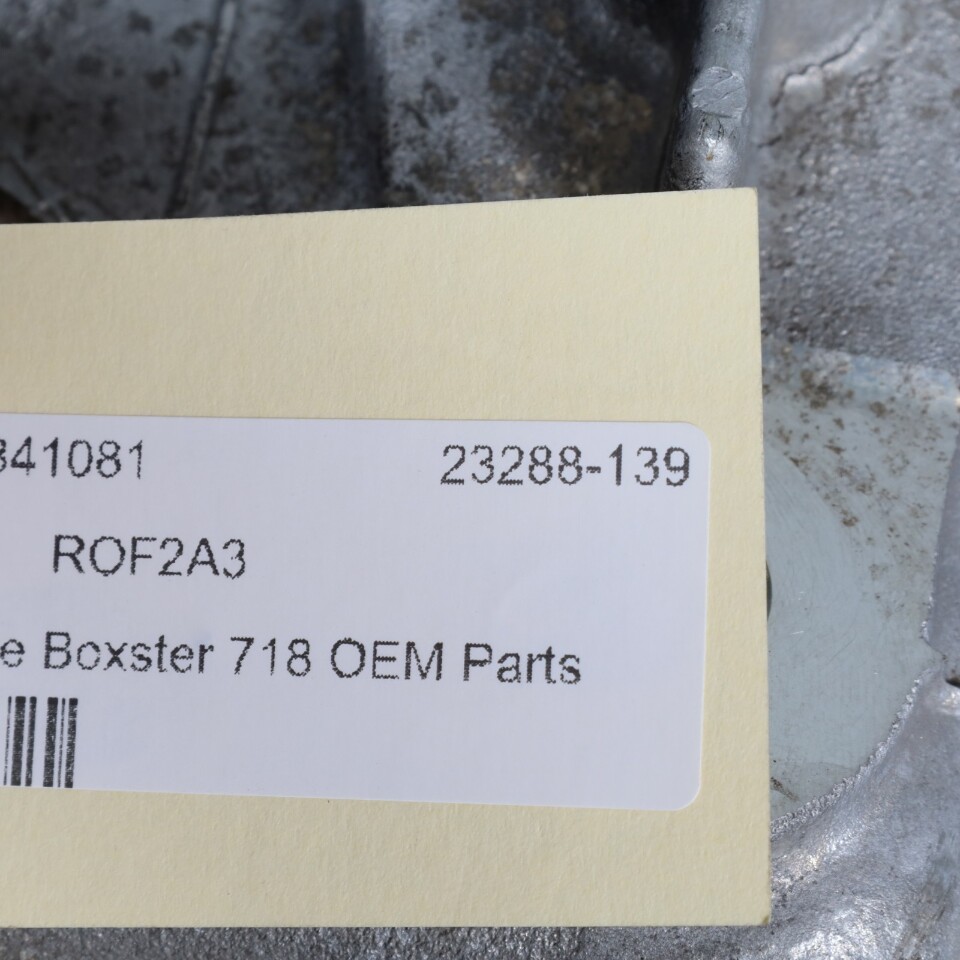 341081 23288-139
ROF2A3
e Boxster 718 OEM Parts